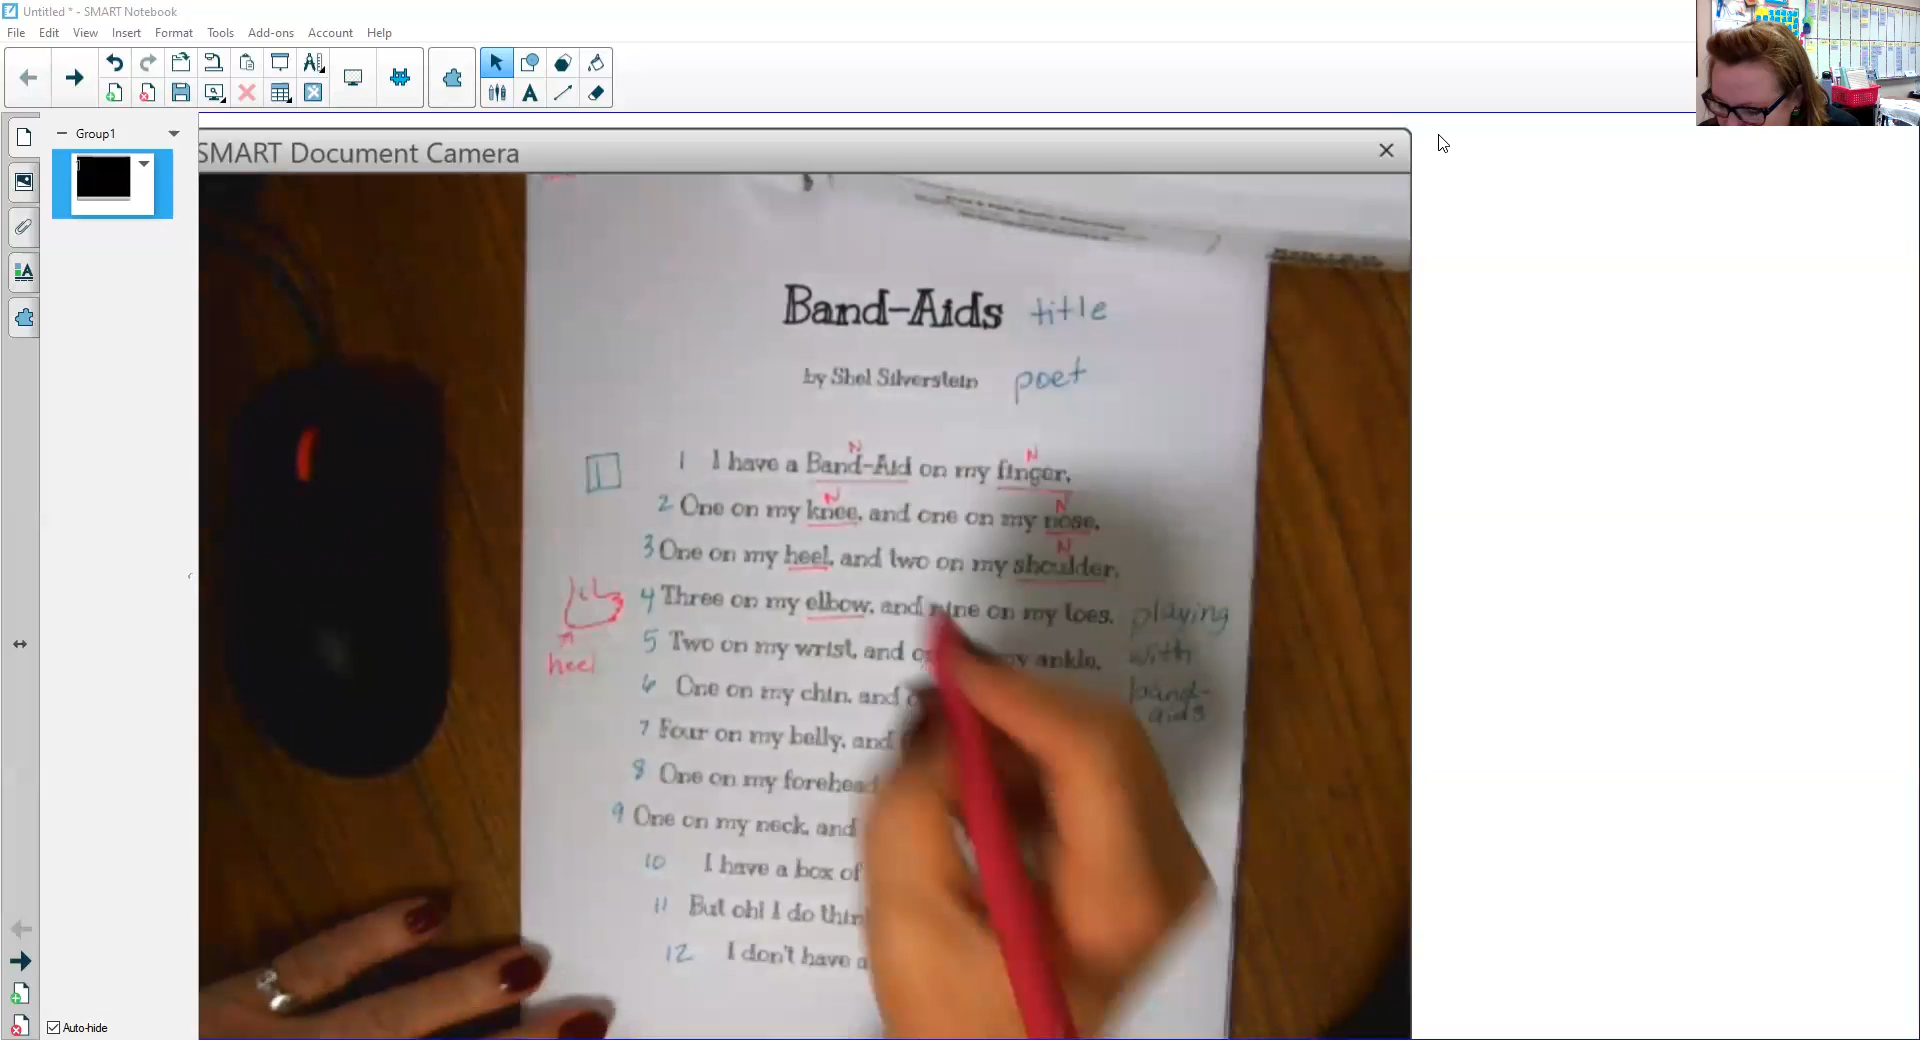 Untitled * - SMART Notebook
File Edit View Insert Format Tools Add-ons Account Help
Group1
SMART Document Camera
Band-Aids title
by Shel Silverstein poet
N N
1 1 I have a Band-Aid on my finger,
N N
2 One on my knee, and one on my nose,
N
3 One on my heel, and two on my shoulder,
4 Three on my elbow, and nine on my toes. playing
5 Two on my wrist, and my ankle, with
heel
6 One on my chin, and band-
aids
7 Four on my belly, and
8 One on my forehead
9 One on my neck, and
10 I have a box of
11 But oh! I do thin
12 I don't have a
Auto-hide